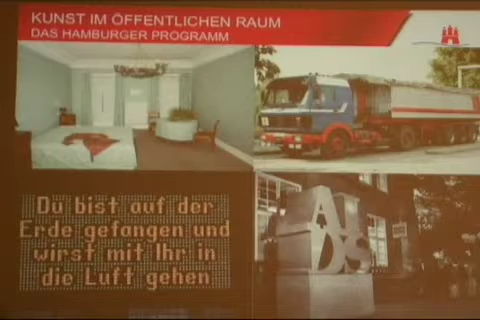 KUNST IM ÖFFENTLICHEN RAUM
DAS HAMBURGER PROGRAMM
Du bist auf der
Erde gefangen und
wirst mit Ihr in
die Luft gehen
AIDS